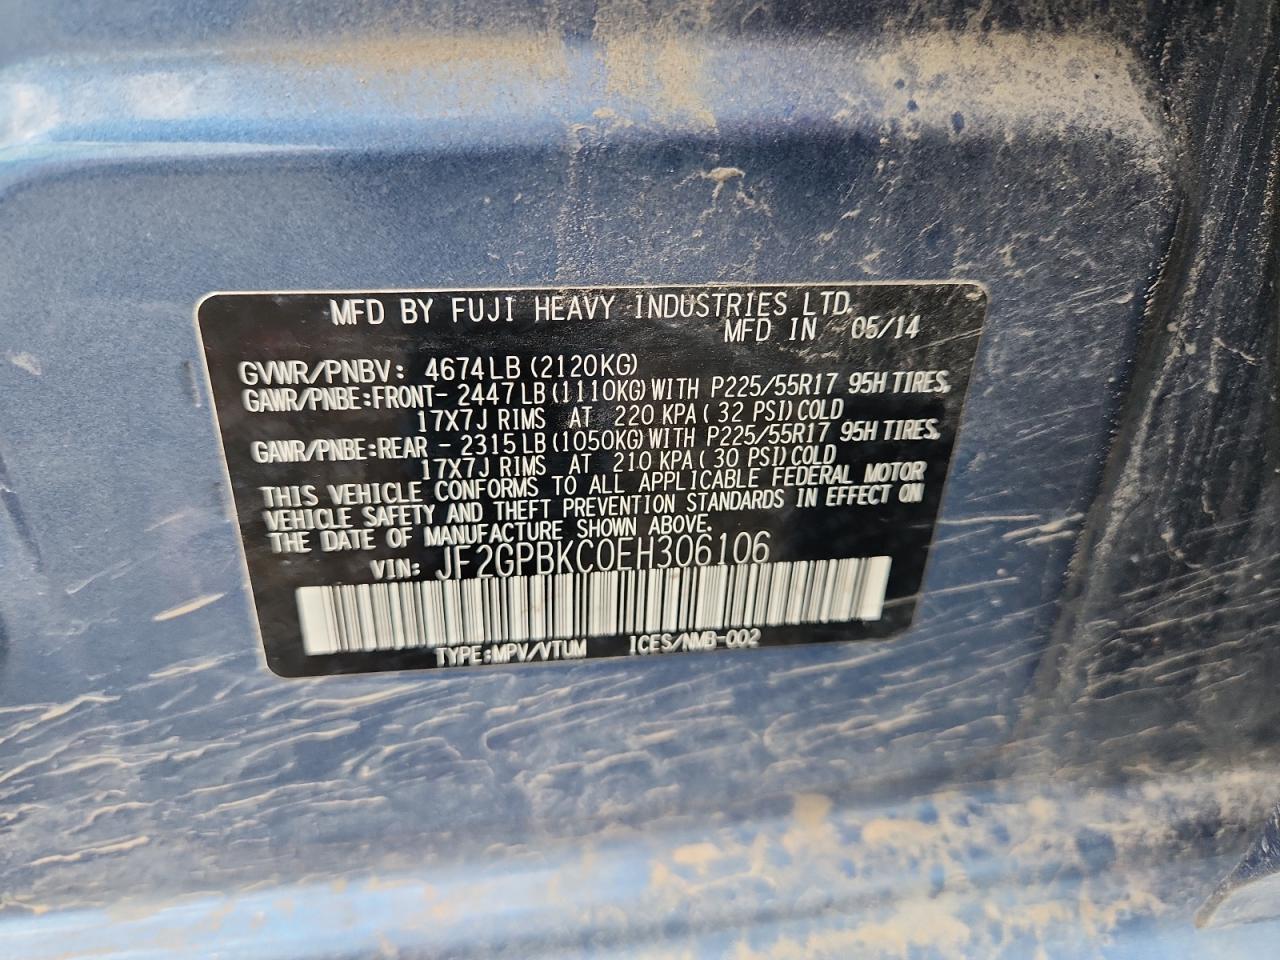 MFD BY FUJI HEAVY INDUSTRIES LTD.
MFD IN 05/14
GVWR/PNBV: 4674LB (2120KG)
GAWR/PNBE:FRONT- 2447LB (1110KG) WITH P225/55R17 95H TIRES,
17X7J RIMS AT 220 KPA ( 32 PSI) COLD
GAWR/PNBE:REAR - 2315LB (1050KG) WITH P225/55R17 95H TIRES,
17X7J RIMS AT 210 KPA ( 30 PSI) COLD
THIS VEHICLE CONFORMS TO ALL APPLICABLE FEDERAL MOTOR
VEHICLE SAFETY AND THEFT PREVENTION STANDARDS IN EFFECT ON
THE DATE OF MANUFACTURE SHOWN ABOVE.
VIN: JF2GPBKC0EH306106
TYPE:MPV/VTUM ICES/NMB-002